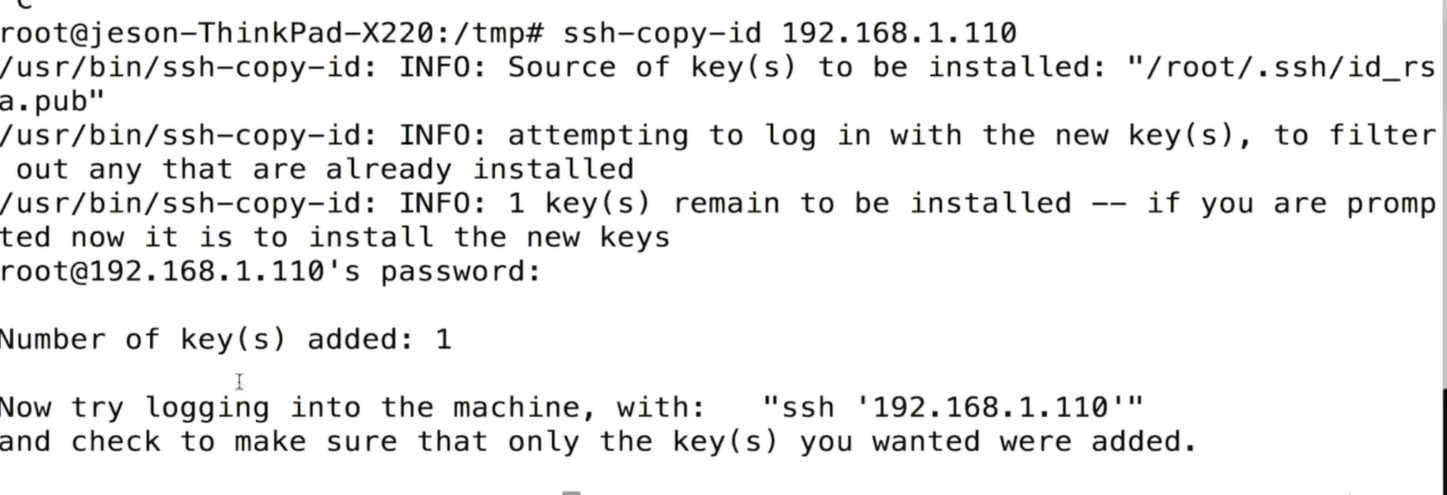 root@jeson-ThinkPad-X220:/tmp# ssh-copy-id 192.168.1.110
/usr/bin/ssh-copy-id: INFO: Source of key(s) to be installed: "/root/.ssh/id_rs
a.pub"
/usr/bin/ssh-copy-id: INFO: attempting to log in with the new key(s), to filter
 out any that are already installed
/usr/bin/ssh-copy-id: INFO: 1 key(s) remain to be installed -- if you are promp
ted now it is to install the new keys
root@192.168.1.110's password:

Number of key(s) added: 1

Now try logging into the machine, with:   "ssh '192.168.1.110'"
and check to make sure that only the key(s) you wanted were added.